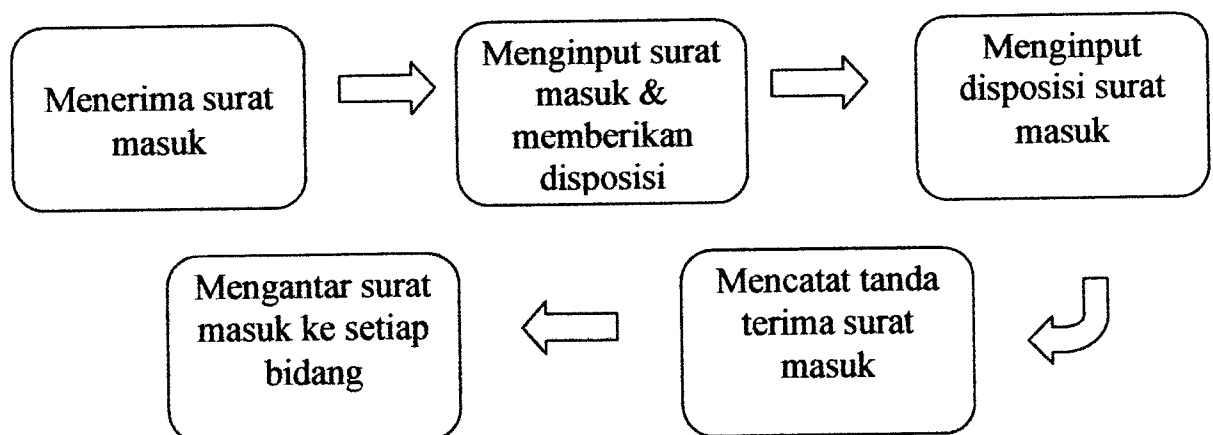 Menerima surat
masuk
Menginput surat
masuk &
memberikan
disposisi
Menginput
disposisi surat
masuk
Mencatat tanda
terima surat
masuk
Mengantar surat
masuk ke setiap
bidang